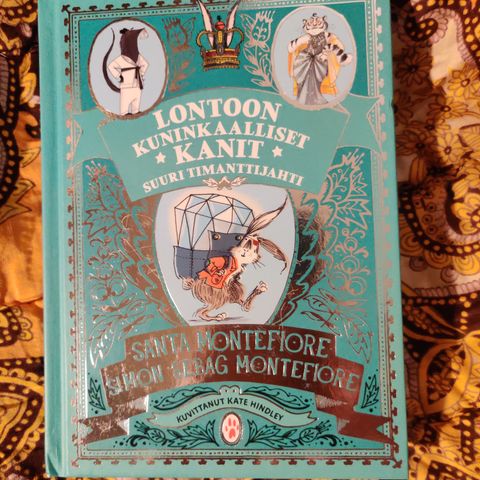 LONTOON
KUNINKAALLISET
KANIT
SUURI TIMANTTIJAHTI
SANTA MONTEFIORE
SIMON SEBAG MONTEFIORE
KUVITTANUT KATE HINDLEY